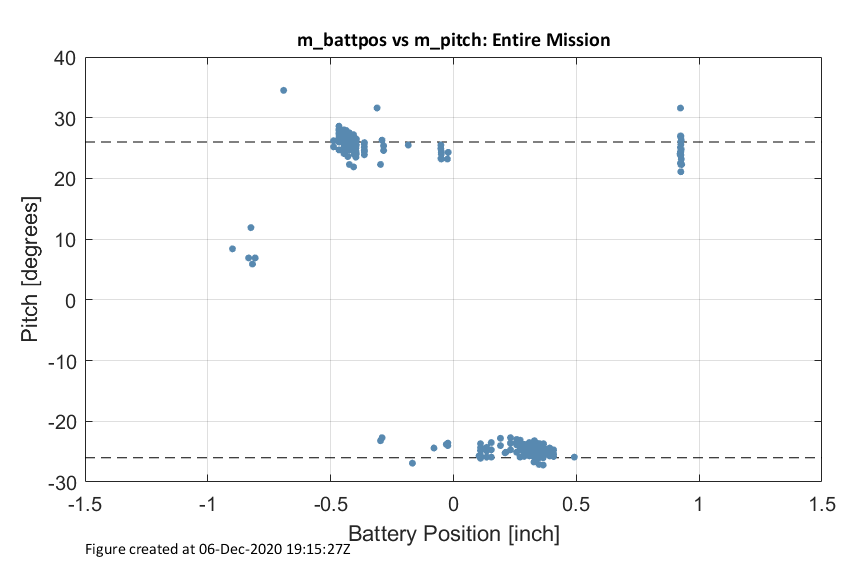 m_battpos vs m_pitch: Entire Mission
40
30
20
10
0
-10
-20
-30
Pitch [degrees]
-1.5 -1 -0.5 0 0.5 1 1.5
Battery Position [inch]
Figure created at 06-Dec-2020 19:15:27Z